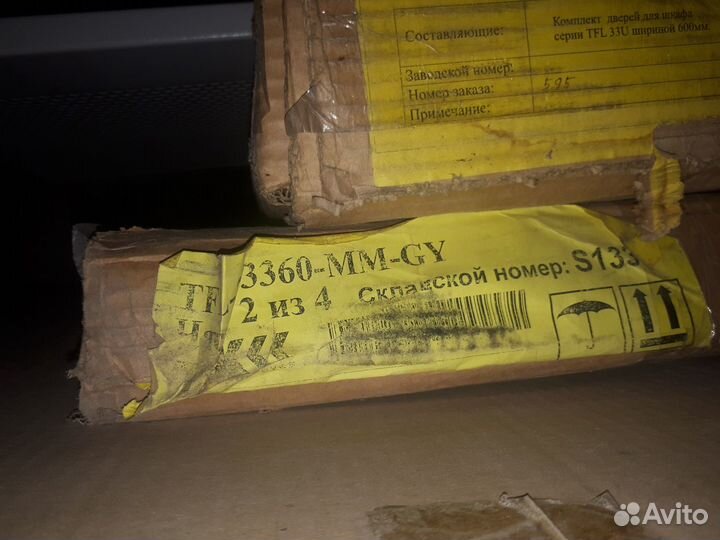 Составляющие: Комплект дверей для шкафа
серии TFL 33U шириной 600мм.
Заводской номер:
Номер заказа: 595
Примечание:
3360-MM-GY
2 из 4 Складской номер: S133
Avito